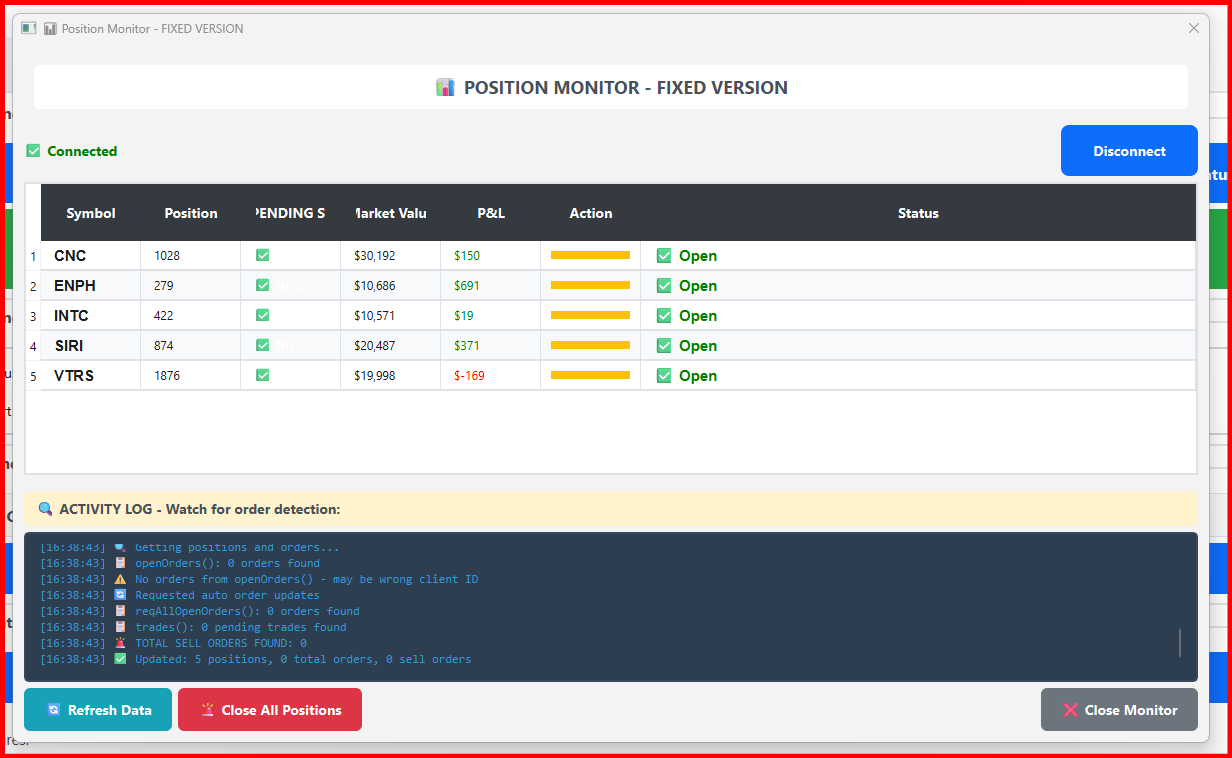 Position Monitor - FIXED VERSION
POSITION MONITOR - FIXED VERSION
Connected
Disconnect
Symbol Position PENDING S Market Valu P&L Action Status
1 CNC 1028 $30,192 $150 Open
2 ENPH 279 No ... $10,686 $691 Open
3 INTC 422 $10,571 $19 Open
4 SIRI 874 No ... $20,487 $371 Open
5 VTRS 1876 $19,998 $-169 Open
ACTIVITY LOG - Watch for order detection:
[16:38:43] Getting positions and orders...
[16:38:43] openOrders(): 0 orders found
[16:38:43] No orders from openOrders() - may be wrong client ID
[16:38:43] Requested auto order updates
[16:38:43] reqAllOpenOrders(): 0 orders found
[16:38:43] trades(): 0 pending trades found
[16:38:43] TOTAL SELL ORDERS FOUND: 0
[16:38:43] Updated: 5 positions, 0 total orders, 0 sell orders
Refresh Data
Close All Positions
Close Monitor